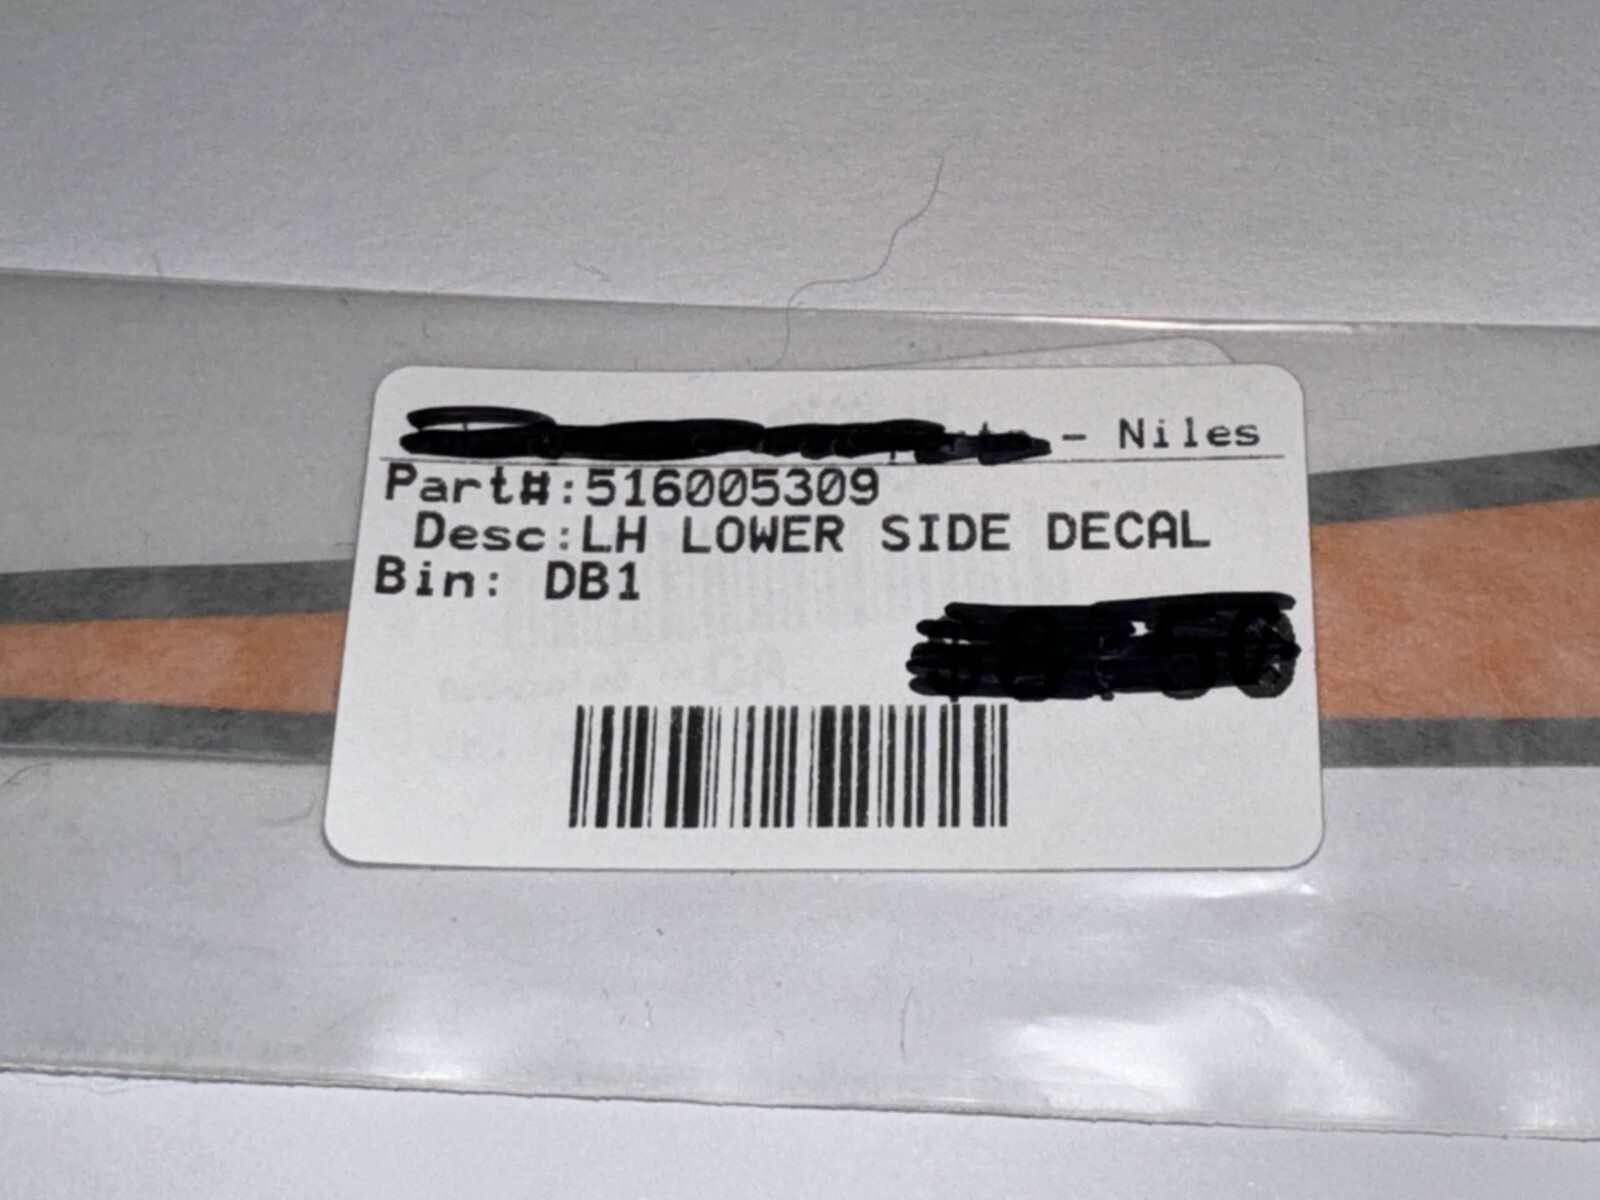 - Niles
Part#:516005309
Desc:LH LOWER SIDE DECAL
Bin: DB1